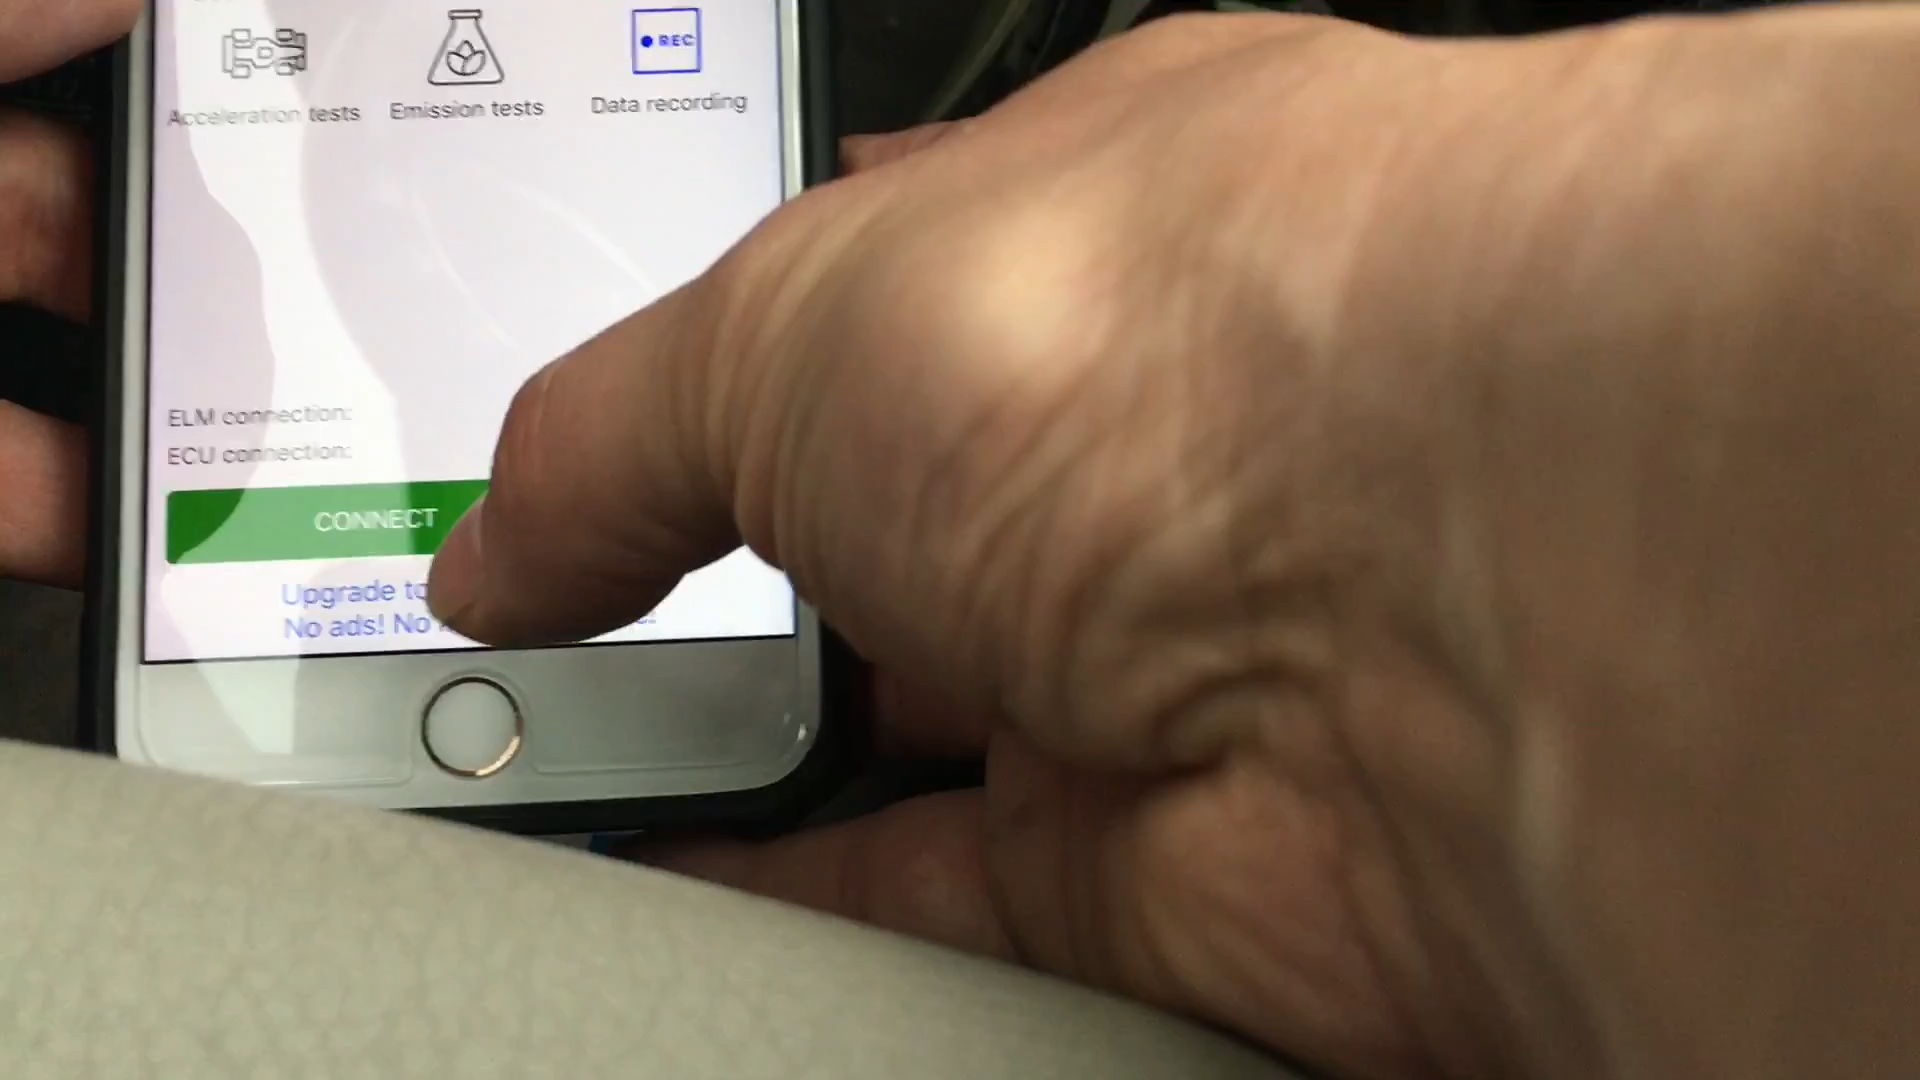 REC
Acceleration tests
Emission tests
Data recording
ELM connection:
ECU connection:
CONNECT
Upgrade to
No ads! No